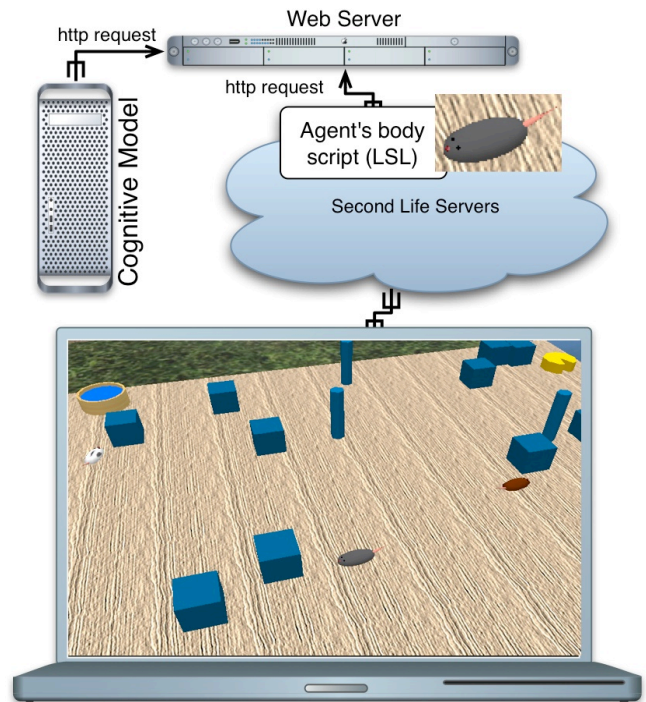 Web Server
http request
http request
Agent's body
script (LSL)
Second Life Servers
Cognitive Model